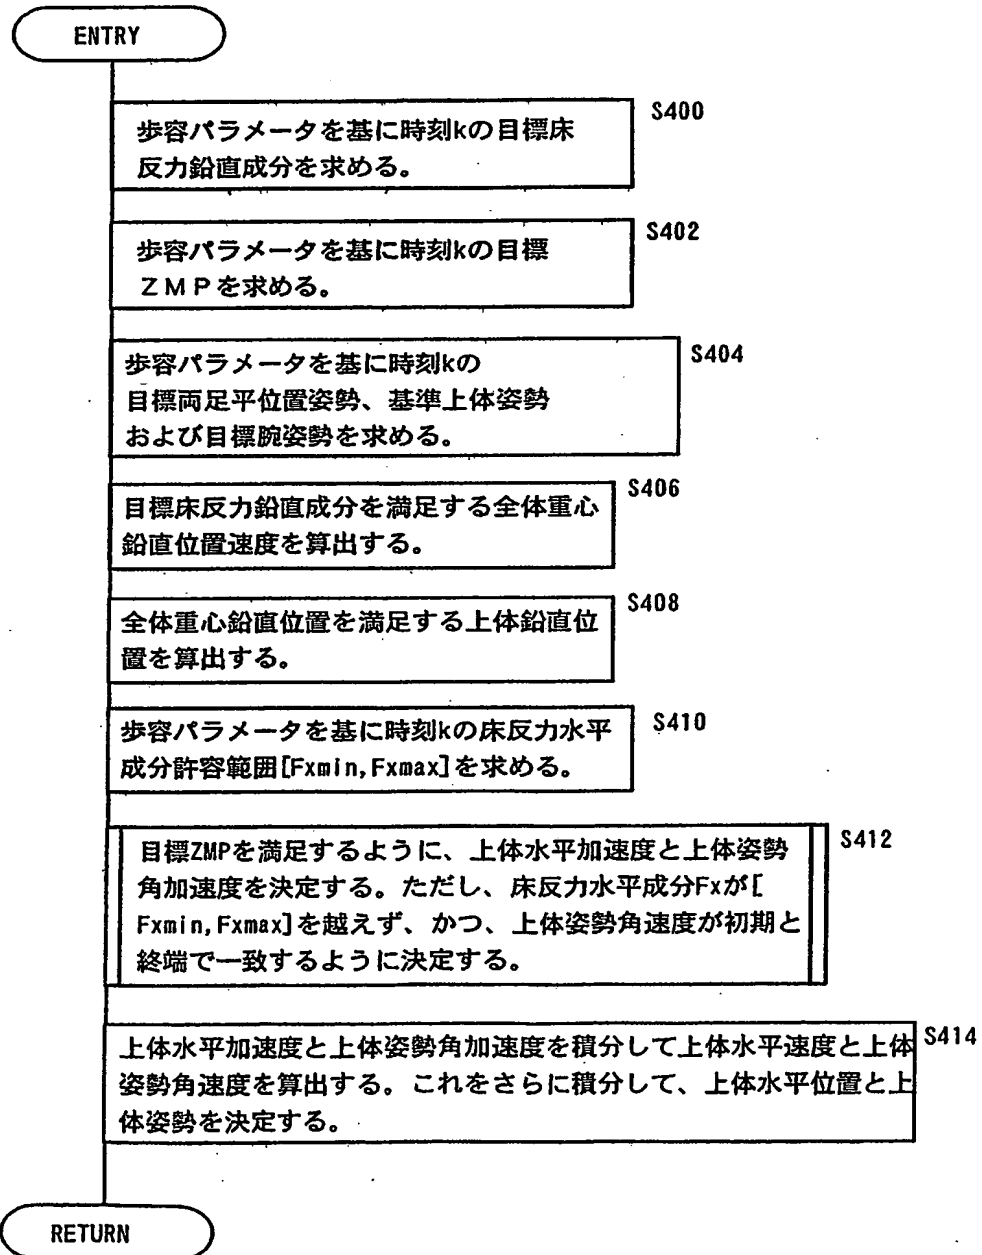 ENTRY
S400
歩容パラメータを基に時刻kの目標床
反力鉛直成分を求める。
S402
歩容パラメータを基に時刻kの目標
ZMPを求める。
S404
歩容パラメータを基に時刻kの
目標両足平位置姿勢、基準上体姿勢
および目標腕姿勢を求める。
S406
目標床反力鉛直成分を満足する全体重心
鉛直位置速度を算出する。
S408
全体重心鉛直位置を満足する上体鉛直位
置を算出する。
S410
歩容パラメータを基に時刻kの床反力水平
成分許容範囲[Fxmin,Fxmax]を求める。
S412
目標ZMPを満足するように、上体水平加速度と上体姿勢
角加速度を決定する。ただし、床反力水平成分Fxが[
Fxmin,Fxmax]を越えず、かつ、上体姿勢角速度が初期と
終端で一致するように決定する。
S414
上体水平加速度と上体姿勢角加速度を積分して上体水平速度と上体
姿勢角速度を算出する。これをさらに積分して、上体水平位置と上
体姿勢を決定する。
RETURN